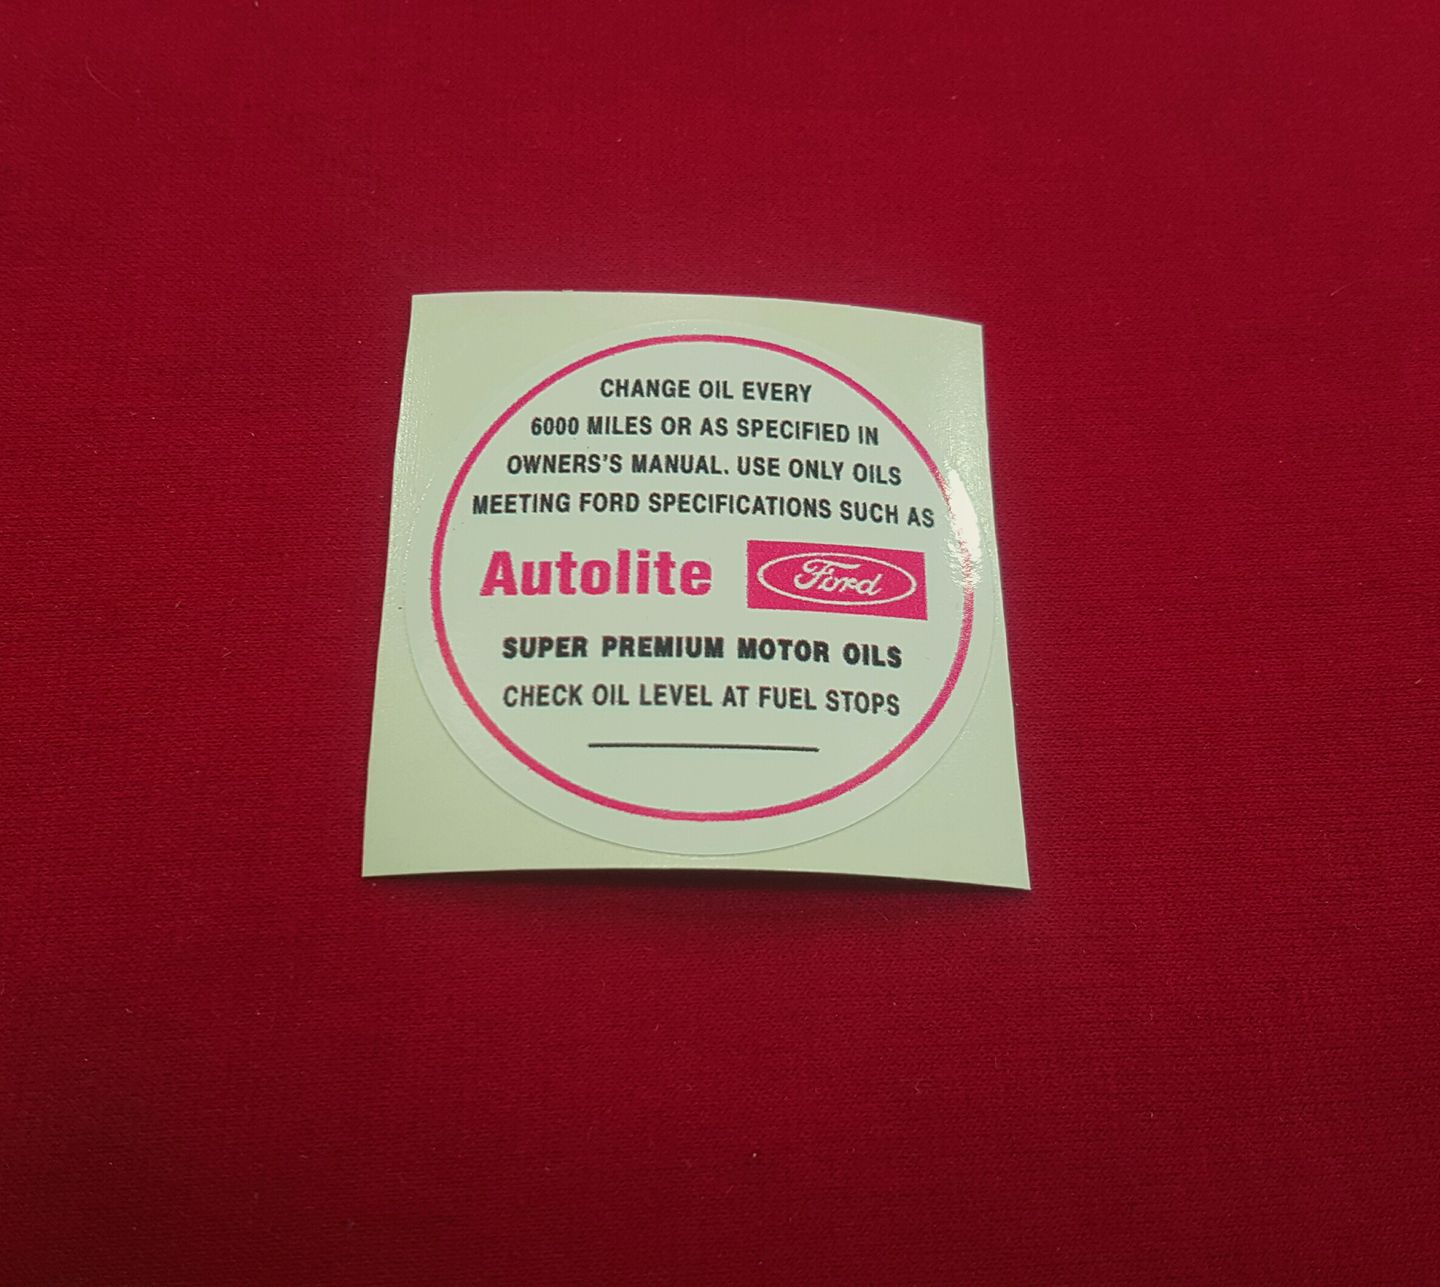 CHANGE OIL EVERY
6000 MILES OR AS SPECIFIED IN
OWNERS'S MANUAL. USE ONLY OILS
MEETING FORD SPECIFICATIONS SUCH AS
Autolite Ford
SUPER PREMIUM MOTOR OILS
CHECK OIL LEVEL AT FUEL STOPS